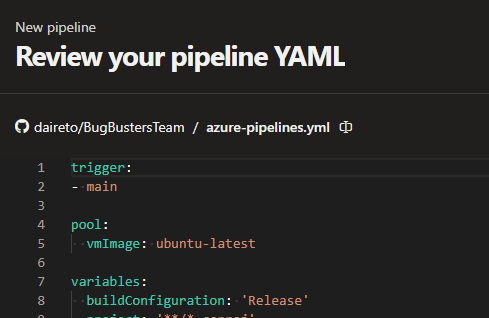 New pipeline
Review your pipeline YAML
daireto/BugBustersTeam / azure-pipelines.yml
1 trigger:
2 - main
3
4 pool:
5 vmImage: ubuntu-latest
6
7 variables:
8 buildConfiguration: 'Release'